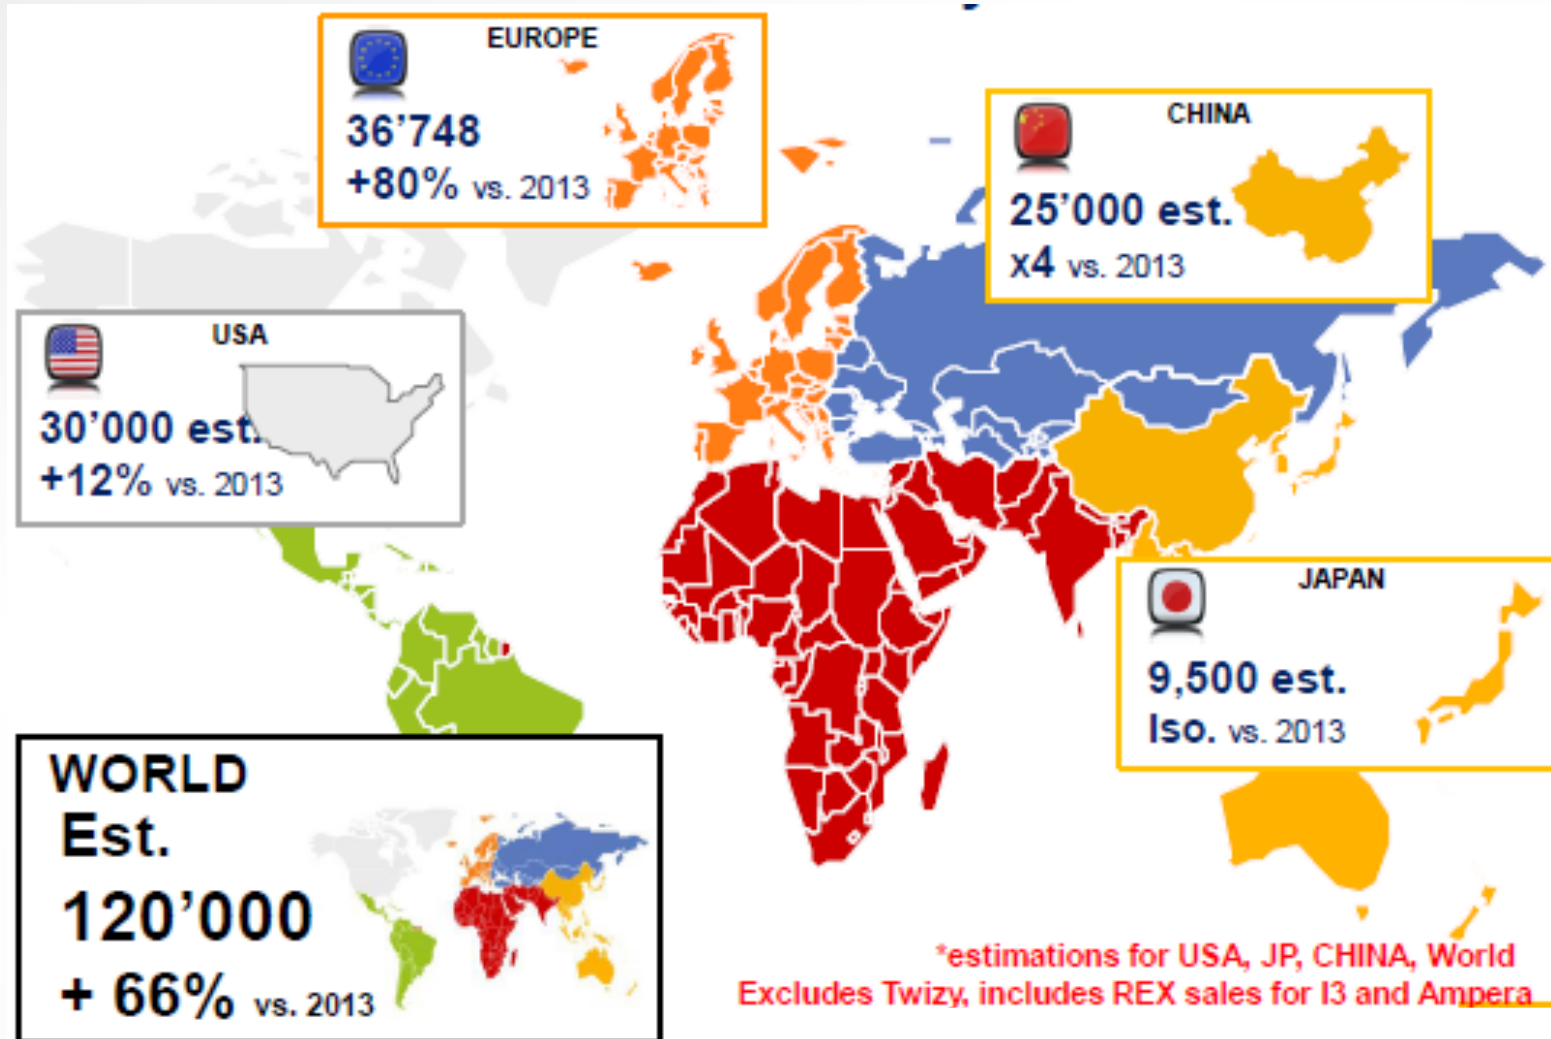 EUROPE
36’748
+80% vs. 2013
CHINA
25’000 est.
x4 vs. 2013
USA
30’000 est.
+12% vs. 2013
JAPAN
9,500 est.
Iso. vs. 2013
WORLD
Est.
120’000
+ 66% vs. 2013
*estimations for USA, JP, CHINA, World
Excludes Twizy, includes REX sales for I3 and Ampera